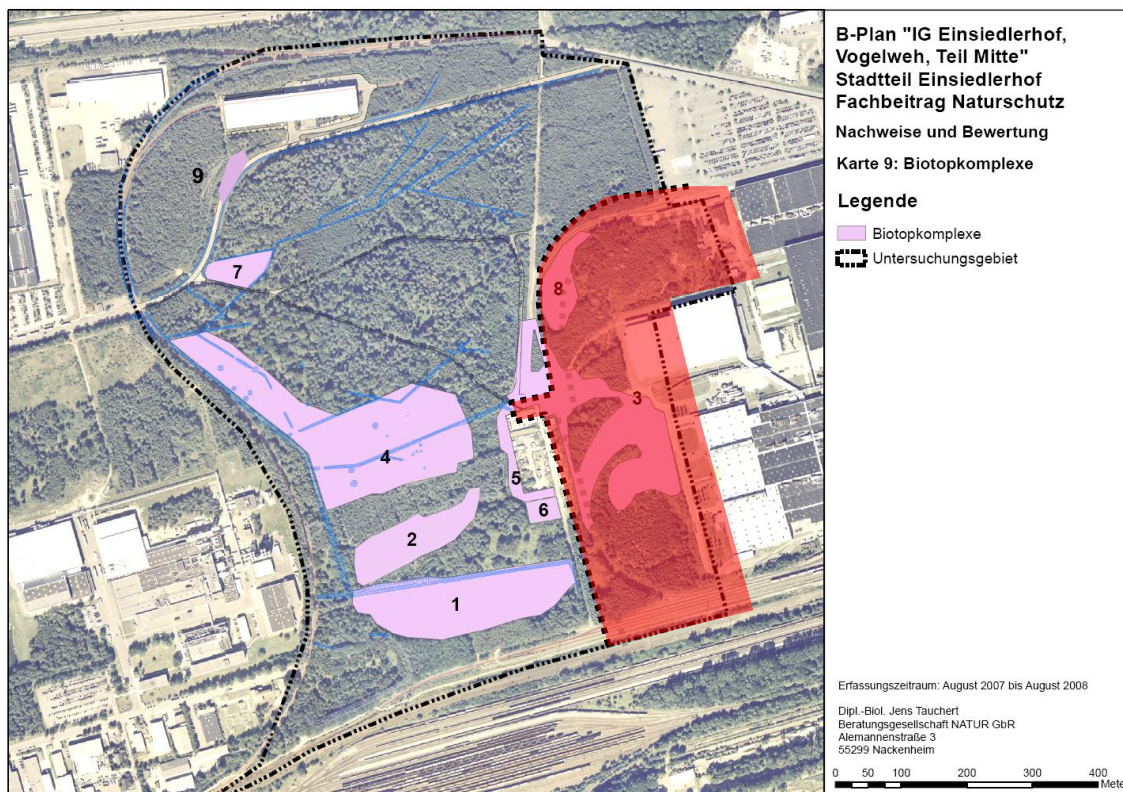 B-Plan "IG Einsiedlerhof,
Vogelweh, Teil Mitte"
Stadtteil Einsiedlerhof
Fachbeitrag Naturschutz
Nachweise und Bewertung
Karte 9: Biotopkomplexe
Legende
Biotopkomplexe
Untersuchungsgebiet
9
7
8
3
4
5
6
2
1
Erfassungszeitraum: August 2007 bis August 2008
Dipl.-Biol. Jens Tauchert
Beratungsgesellschaft NATUR GbR
Alemannenstraße 3
55299 Nackenheim
0 50 100 200 300 400
Mete